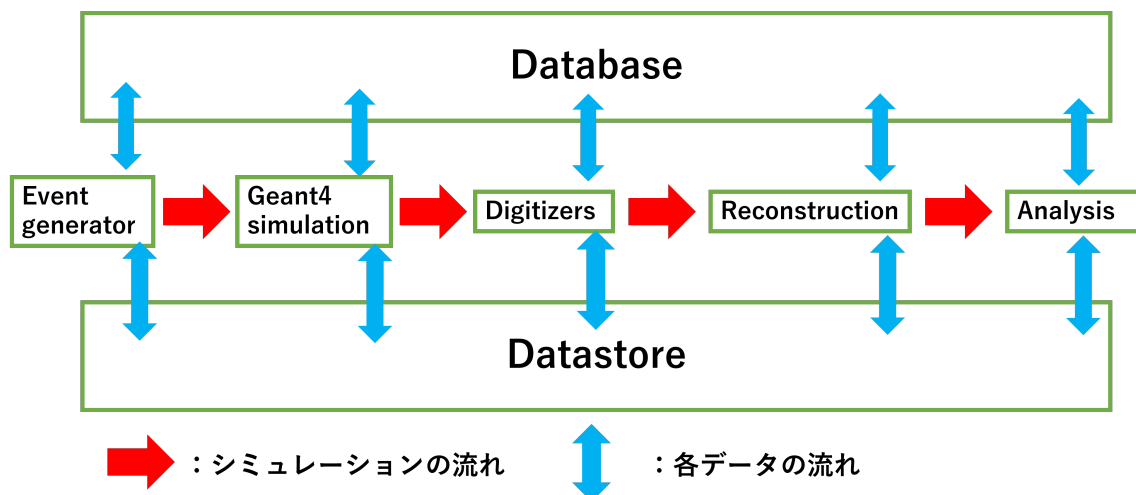 Database
Event
generator
Geant4
simulation
Digitizers
Reconstruction
Analysis
Datastore
：シミュレーションの流れ
：各データの流れ